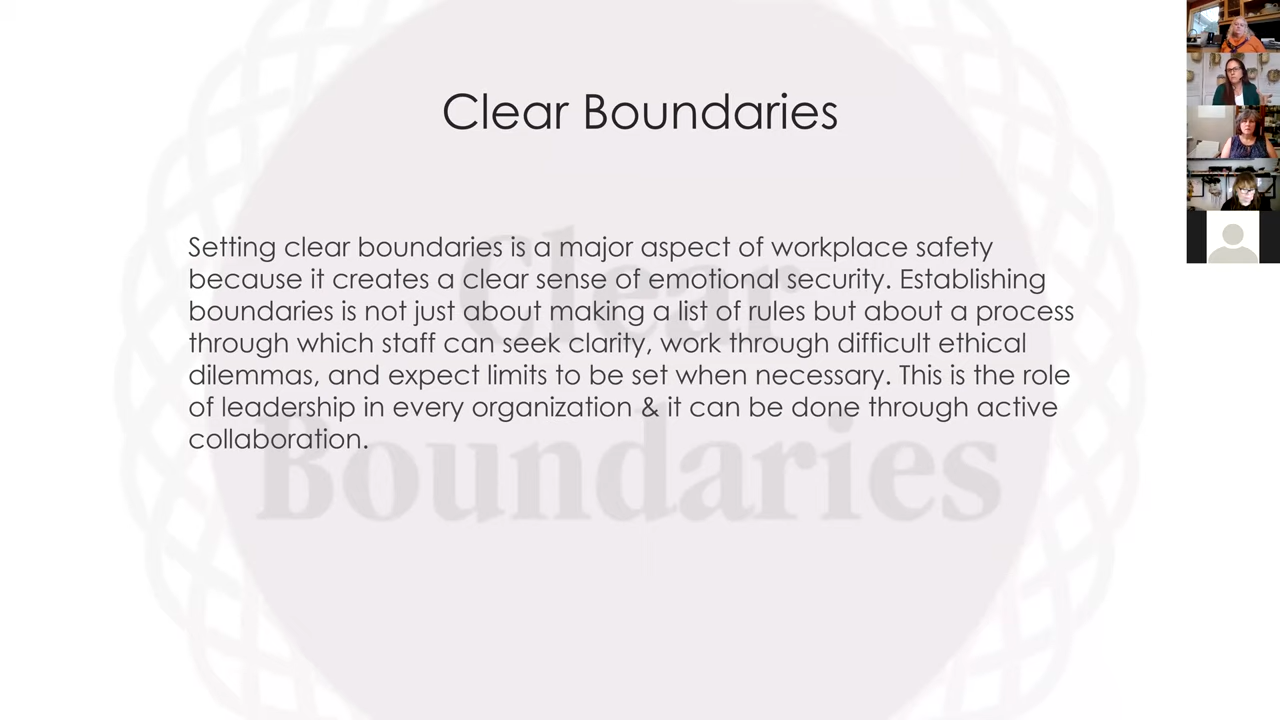 Clear Boundaries
Setting clear boundaries is a major aspect of workplace safety
because it creates a clear sense of emotional security. Establishing
boundaries is not just about making a list of rules but about a process
through which staff can seek clarity, work through difficult ethical
dilemmas, and expect limits to be set when necessary. This is the role
of leadership in every organization & it can be done through active
collaboration.
Clear
Boundaries